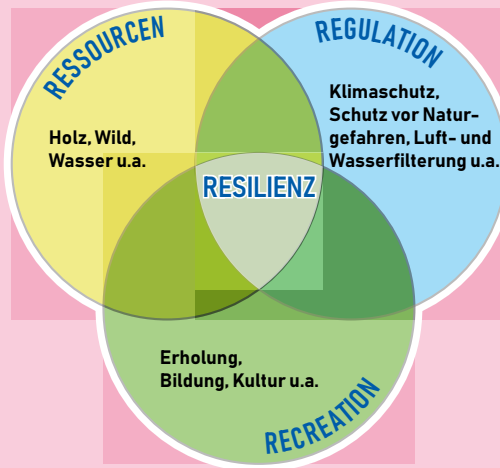 RESSOURCEN
Holz, Wild,
Wasser u.a.
REGULATION
Klimaschutz,
Schutz vor Natur-
gefahren, Luft- und
Wasserfilterung u.a.
RESILIENZ
Erholung,
Bildung, Kultur u.a.
RECREATION